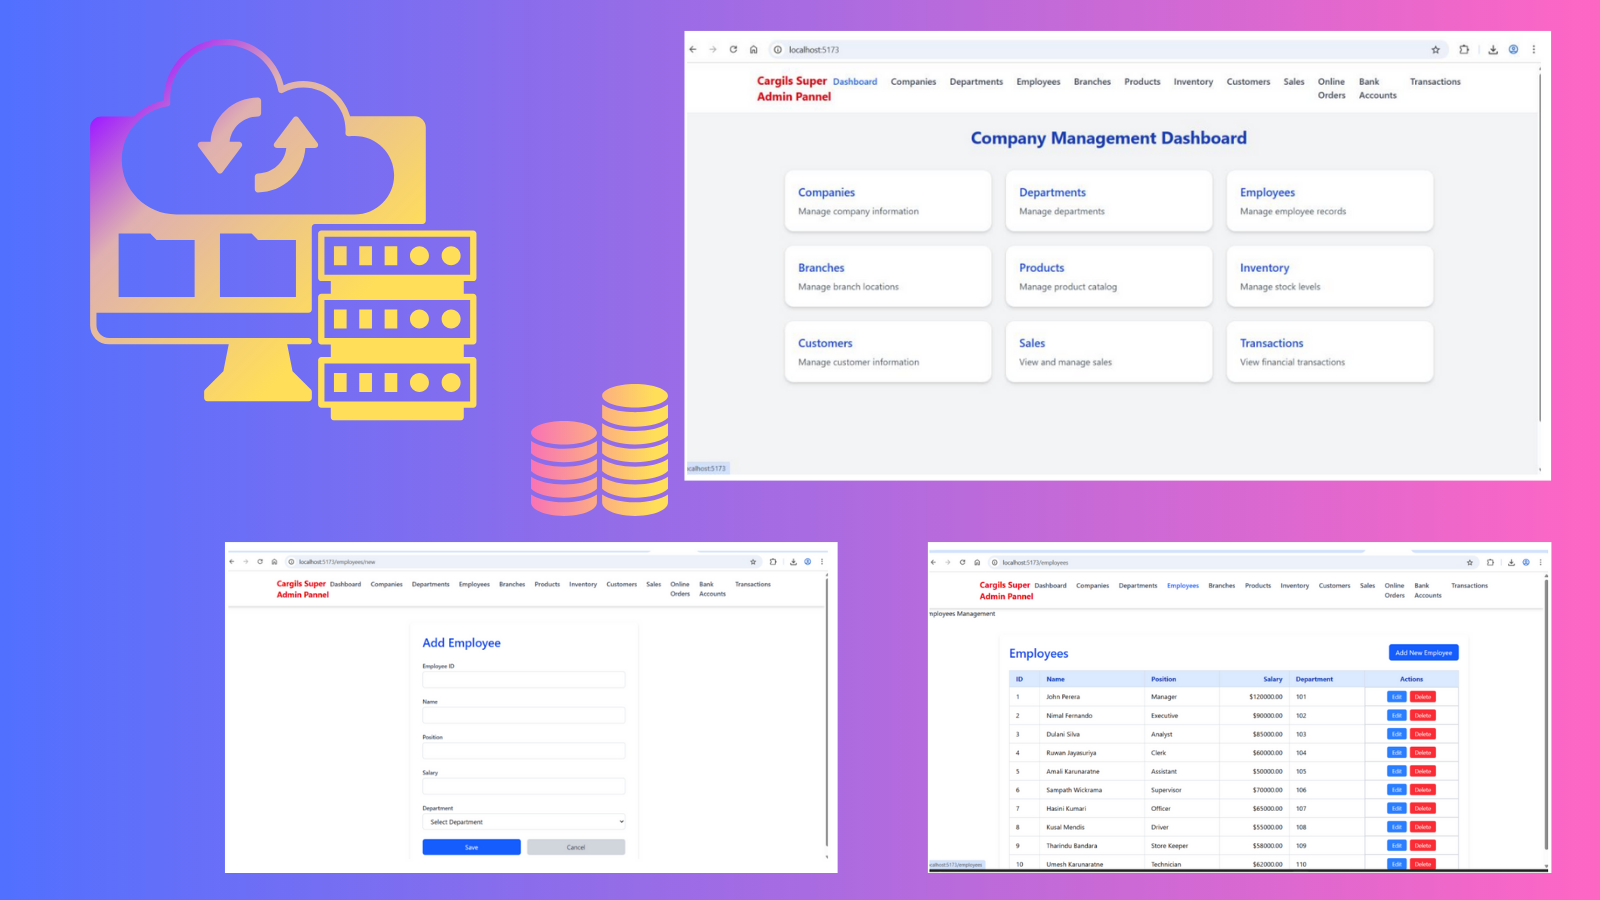 localhost:5173
Cargils Super
Admin Pannel
Dashboard Companies Departments Employees Branches Products Inventory Customers Sales Online Orders Bank Accounts Transactions
Company Management Dashboard
Companies
Manage company information
Departments
Manage departments
Employees
Manage employee records
Branches
Manage branch locations
Products
Manage product catalog
Inventory
Manage stock levels
Customers
Manage customer information
Sales
View and manage sales
Transactions
View financial transactions
ocalhost:5173
localhost:5173/employees/new
Cargils Super
Admin Pannel
Dashboard Companies Departments Employees Branches Products Inventory Customers Sales Online Orders Bank Accounts Transactions
Add Employee
Employee ID
Name
Position
Salary
Department
Select Department
Save Cancel
localhost:5173/employees
Cargils Super
Admin Pannel
Dashboard Companies Departments Employees Branches Products Inventory Customers Sales Online Orders Bank Accounts Transactions
mployees Management
Employees
Add New Employee
ID Name Position Salary Department Actions
1 John Perera Manager $120000.00 101 Edit Delete
2 Nimal Fernando Executive $90000.00 102 Edit Delete
3 Dulani Silva Analyst $85000.00 103 Edit Delete
4 Ruwan Jayasuriya Clerk $60000.00 104 Edit Delete
5 Amali Karunaratne Assistant $50000.00 105 Edit Delete
6 Sampath Wickrama Supervisor $70000.00 106 Edit Delete
7 Hasini Kumari Officer $65000.00 107 Edit Delete
8 Kusal Mendis Driver $55000.00 108 Edit Delete
9 Tharindu Bandara Store Keeper $58000.00 109 Edit Delete
10 Umesh Karunaratne Technician $62000.00 110 Edit Delete
ocalhost:5173/employees